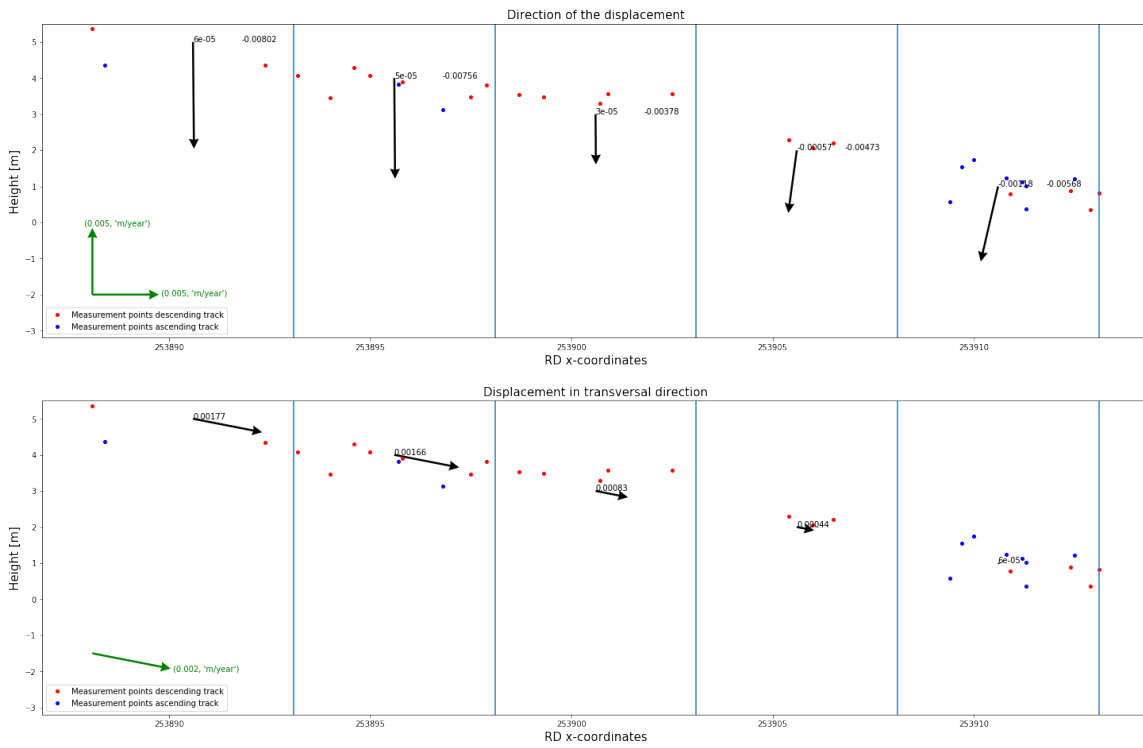 Direction of the displacement
Height [m]
5
4
3
2
1
0
−1
−2
−3
6e-05 -0.00802
5e-05 -0.00756
3e-05 -0.00378
-0.00057 -0.00473
-0.00118 -0.00568
(0.005, 'm/year')
(0.005, 'm/year')
Measurement points descending track
Measurement points ascending track
253890 253895 253900 253905 253910
RD x-coordinates
Displacement in transversal direction
Height [m]
5
4
3
2
1
0
−1
−2
−3
0.00177
0.00166
0.00083
0.00044
6e-05
(0.002, 'm/year')
Measurement points descending track
Measurement points ascending track
253890 253895 253900 253905 253910
RD x-coordinates